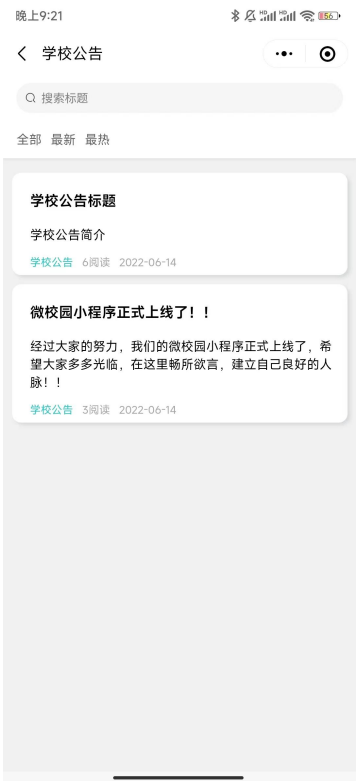 晚上9:21
HD HD 56
学校公告
搜索标题
全部 最新 最热
学校公告标题
学校公告简介
学校公告 6阅读 2022-06-14
微校园小程序正式上线了！！
经过大家的努力，我们的微校园小程序正式上线了，希
望大家多多光临，在这里畅所欲言，建立自己良好的人
脉！！
学校公告 3阅读 2022-06-14